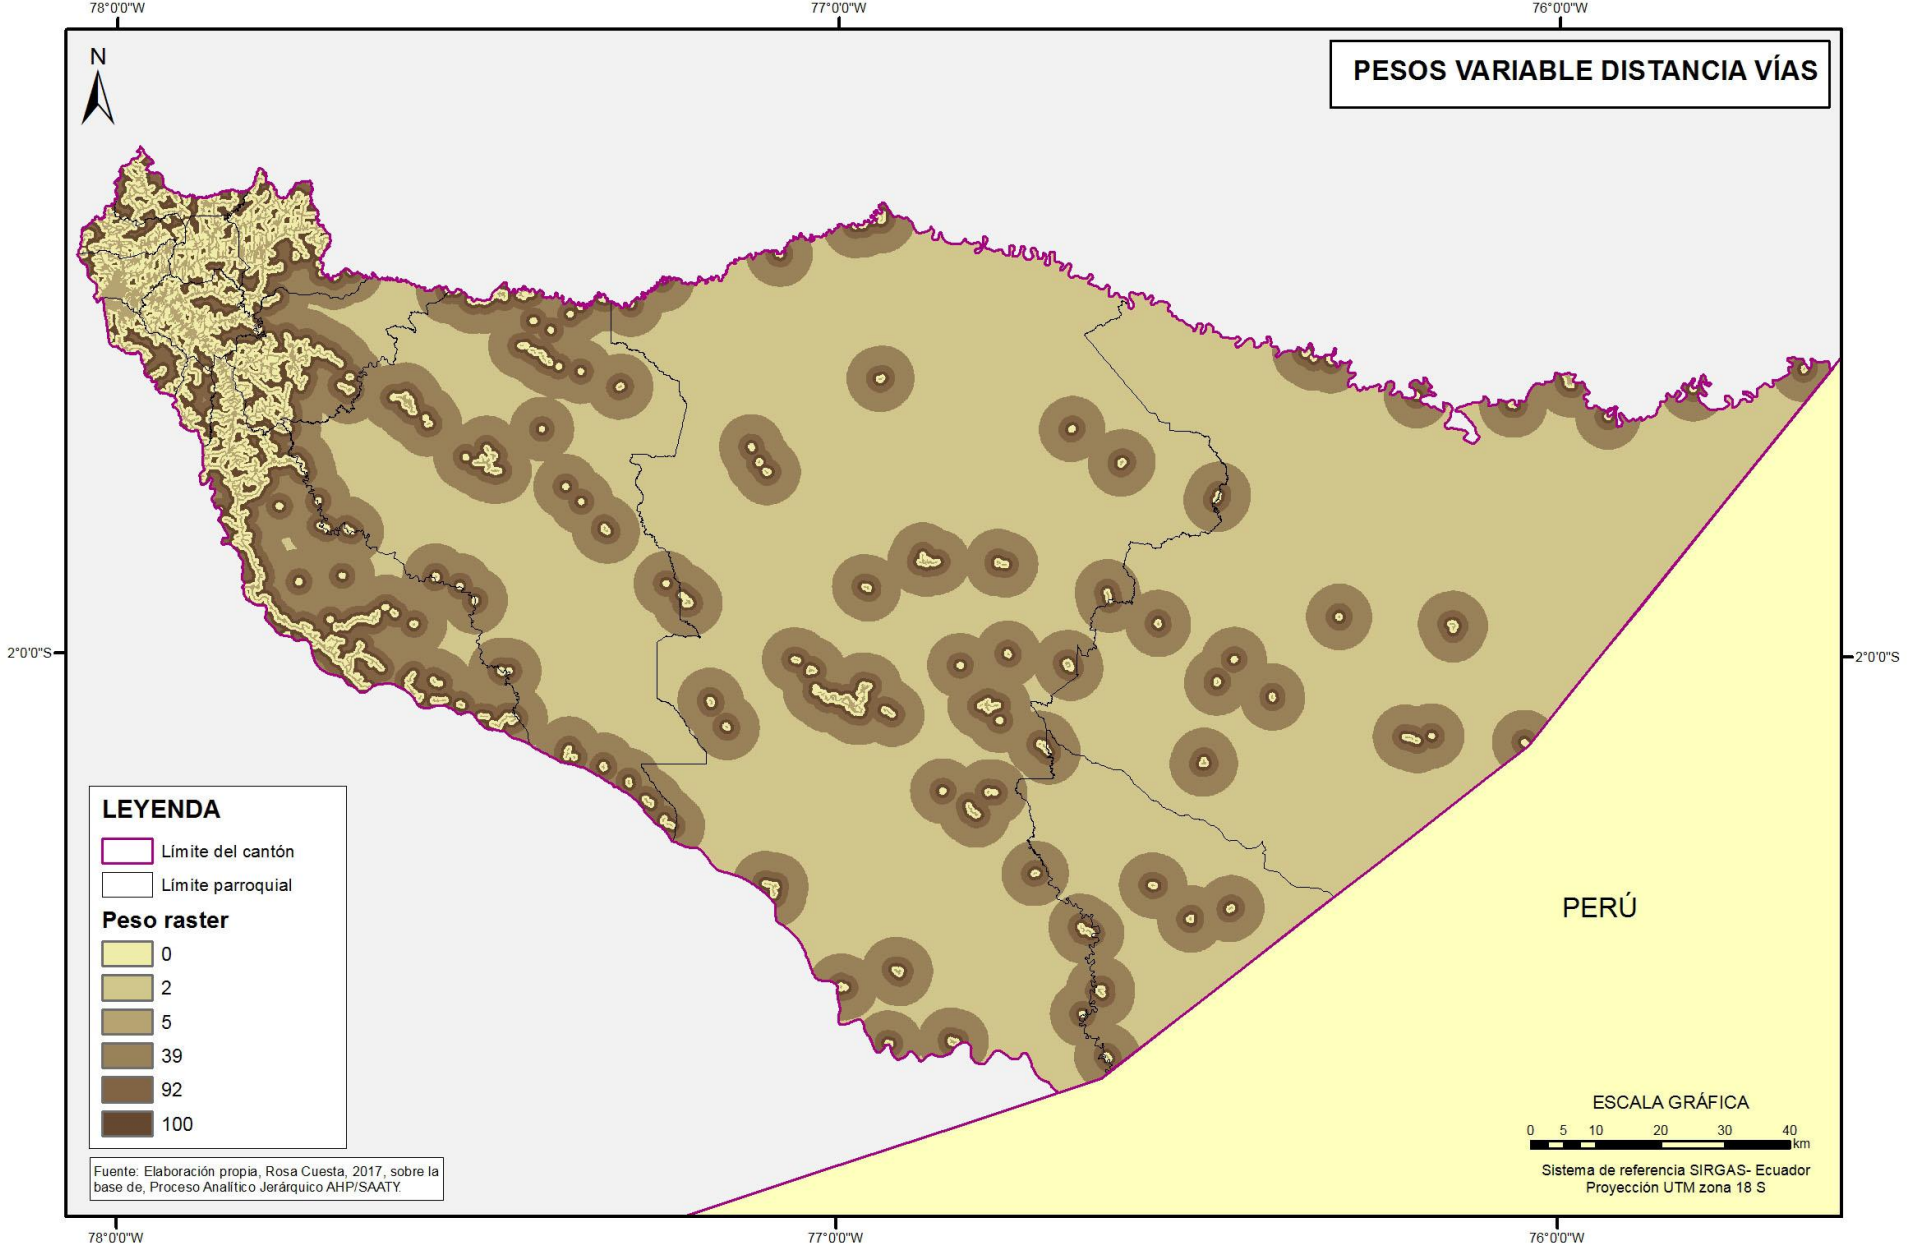 78°0'0"W
77°0'0"W
76°0'0"W
N
PESOS VARIABLE DISTANCIA VÍAS
2°0'0"S
2°0'0"S
LEYENDA
Límite del cantón
Límite parroquial
Peso raster
0
2
5
39
92
100
Fuente: Elaboración propia, Rosa Cuesta, 2017, sobre la
base de, Proceso Analítico Jerárquico AHP/SAATY.
PERÚ
ESCALA GRÁFICA
0 5 10 20 30 40
km
Sistema de referencia SIRGAS- Ecuador
Proyección UTM zona 18 S
78°0'0"W
77°0'0"W
76°0'0"W